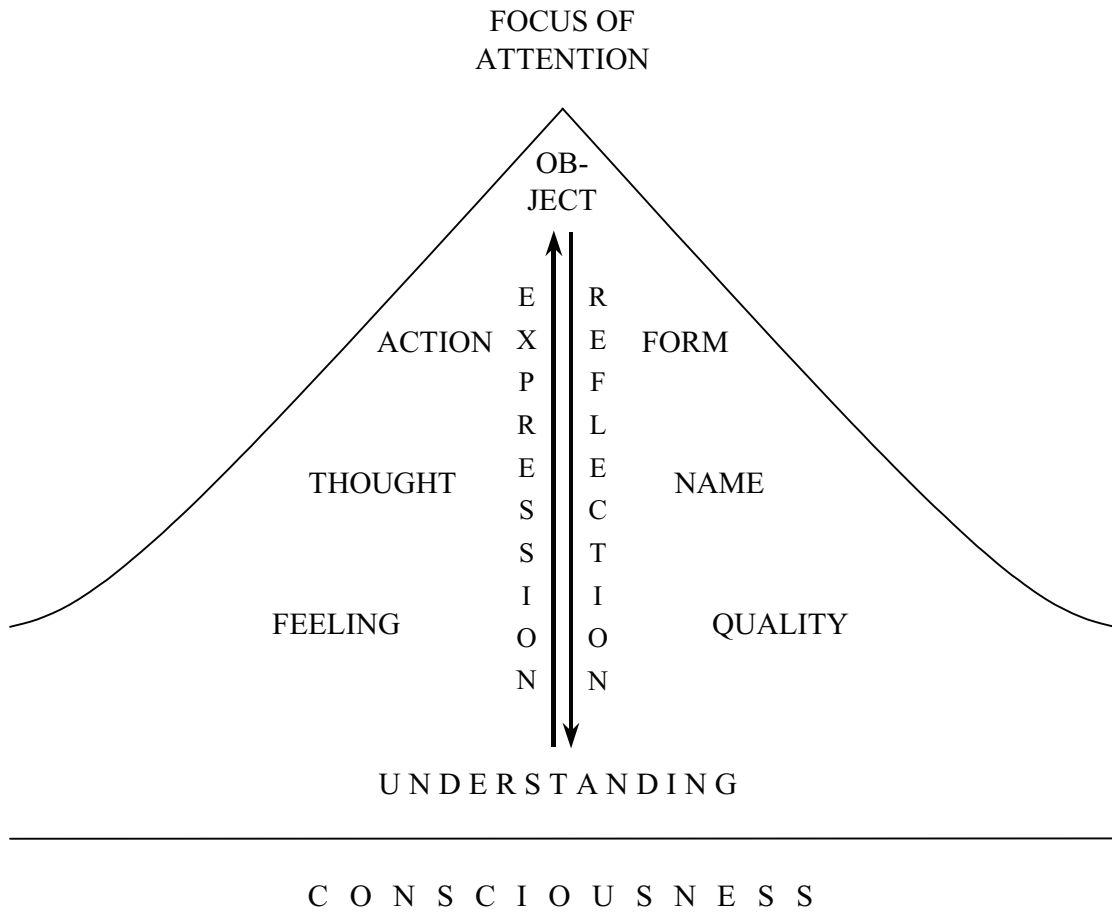 FOCUS OF
ATTENTION
OB-
JECT
EXPRESSION
REFLECTION
ACTION
FORM
THOUGHT
NAME
FEELING
QUALITY
UNDERSTANDING
CONSCIOUSNESS